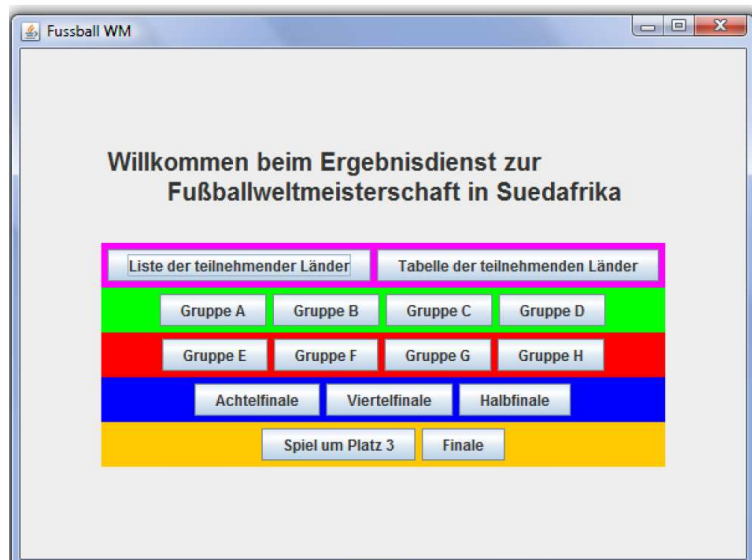 Fussball WM
Willkommen beim Ergebnisdienst zur
Fußballweltmeisterschaft in Suedafrika
Liste der teilnehmender Länder Tabelle der teilnehmenden Länder
Gruppe A Gruppe B Gruppe C Gruppe D
Gruppe E Gruppe F Gruppe G Gruppe H
Achtelfinale Viertelfinale Halbfinale
Spiel um Platz 3 Finale